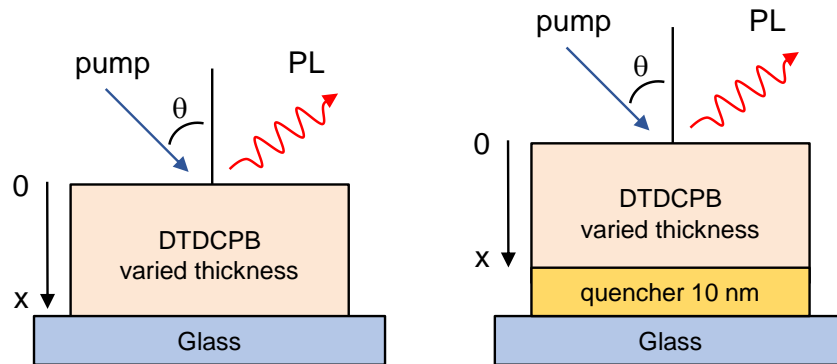 pump
PL
θ
0
DTDCPB
varied thickness
x
Glass
pump
PL
θ
0
DTDCPB
varied thickness
x
quencher 10 nm
Glass